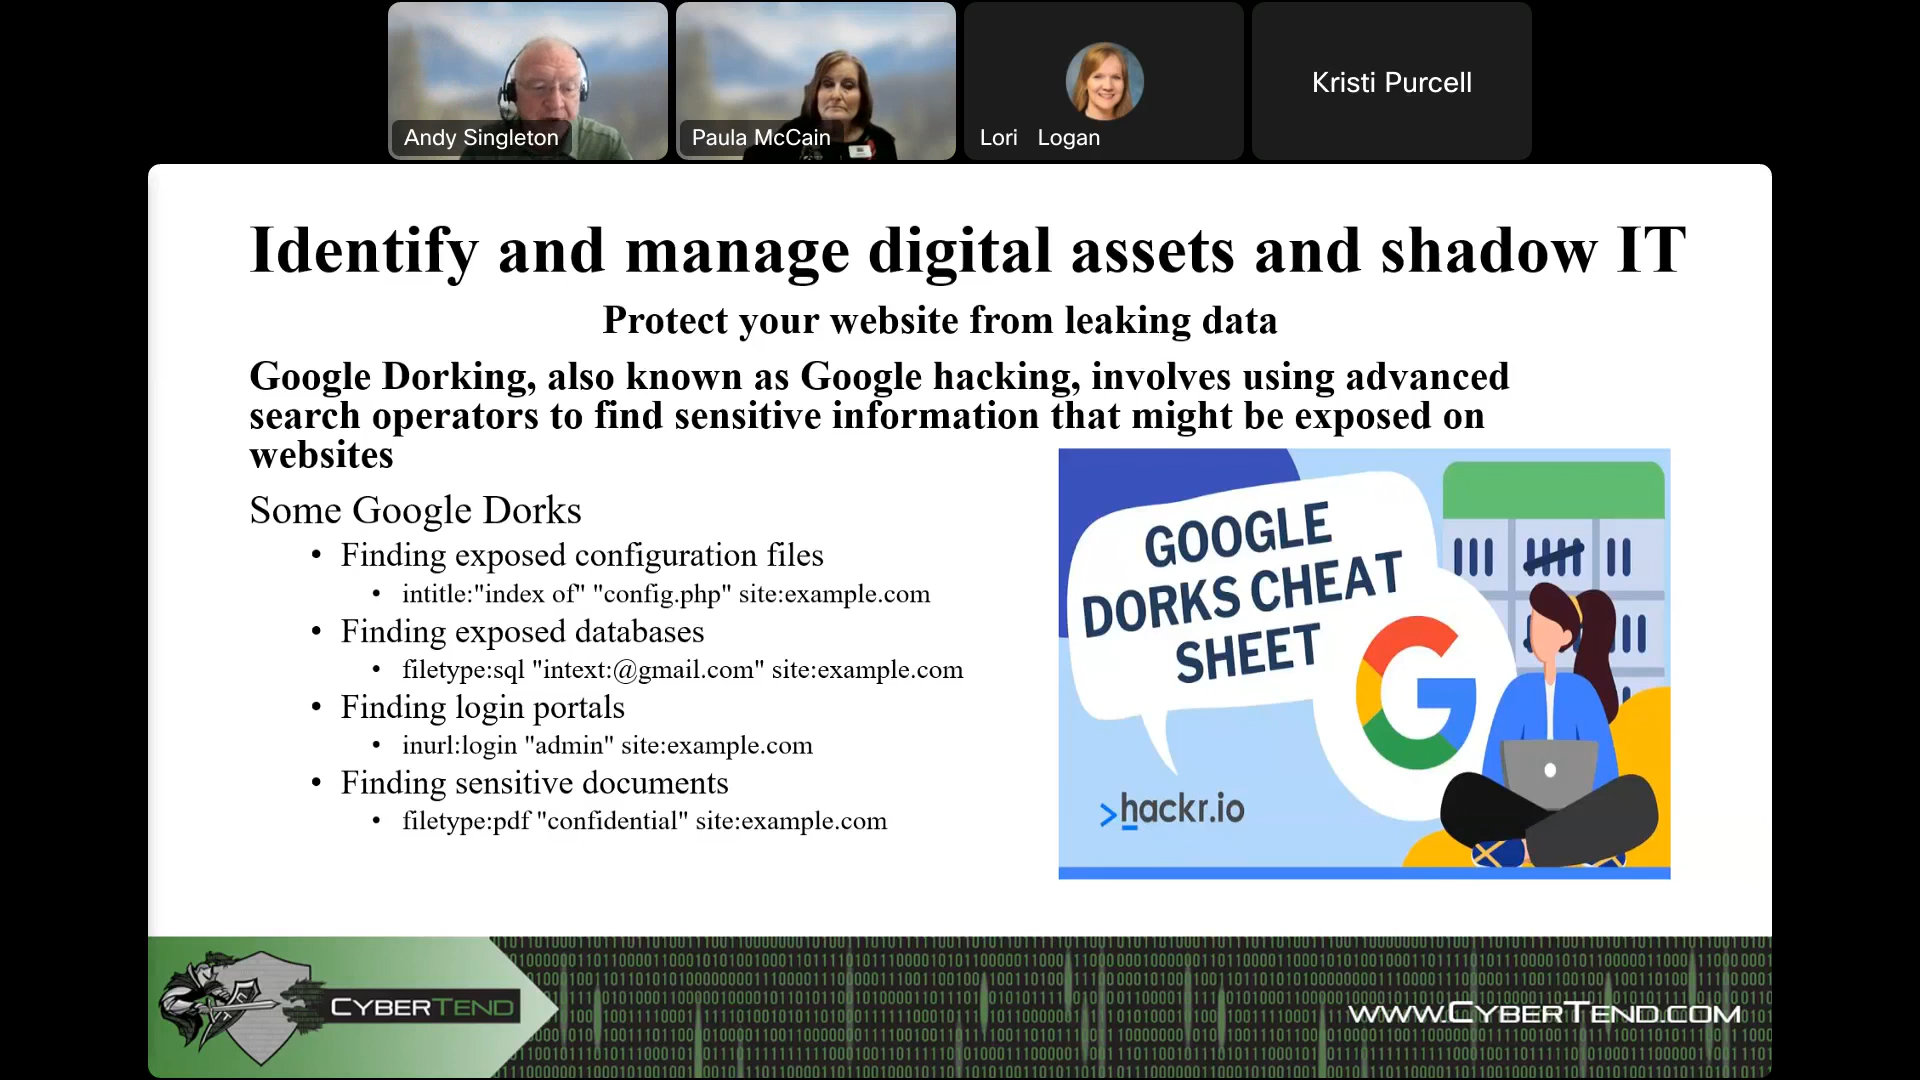 Andy Singleton
Paula McCain
Lori Logan
Kristi Purcell
Identify and manage digital assets and shadow IT
Protect your website from leaking data
Google Dorking, also known as Google hacking, involves using advanced
search operators to find sensitive information that might be exposed on
websites
Some Google Dorks
• Finding exposed configuration files
• intitle:"index of" "config.php" site:example.com
• Finding exposed databases
• filetype:sql "intext:@gmail.com" site:example.com
• Finding login portals
• inurl:login "admin" site:example.com
• Finding sensitive documents
• filetype:pdf "confidential" site:example.com
GOOGLE
DORKS CHEAT
SHEET
>hackr.io
CYBERTEND
WWW.CYBERTEND.COM